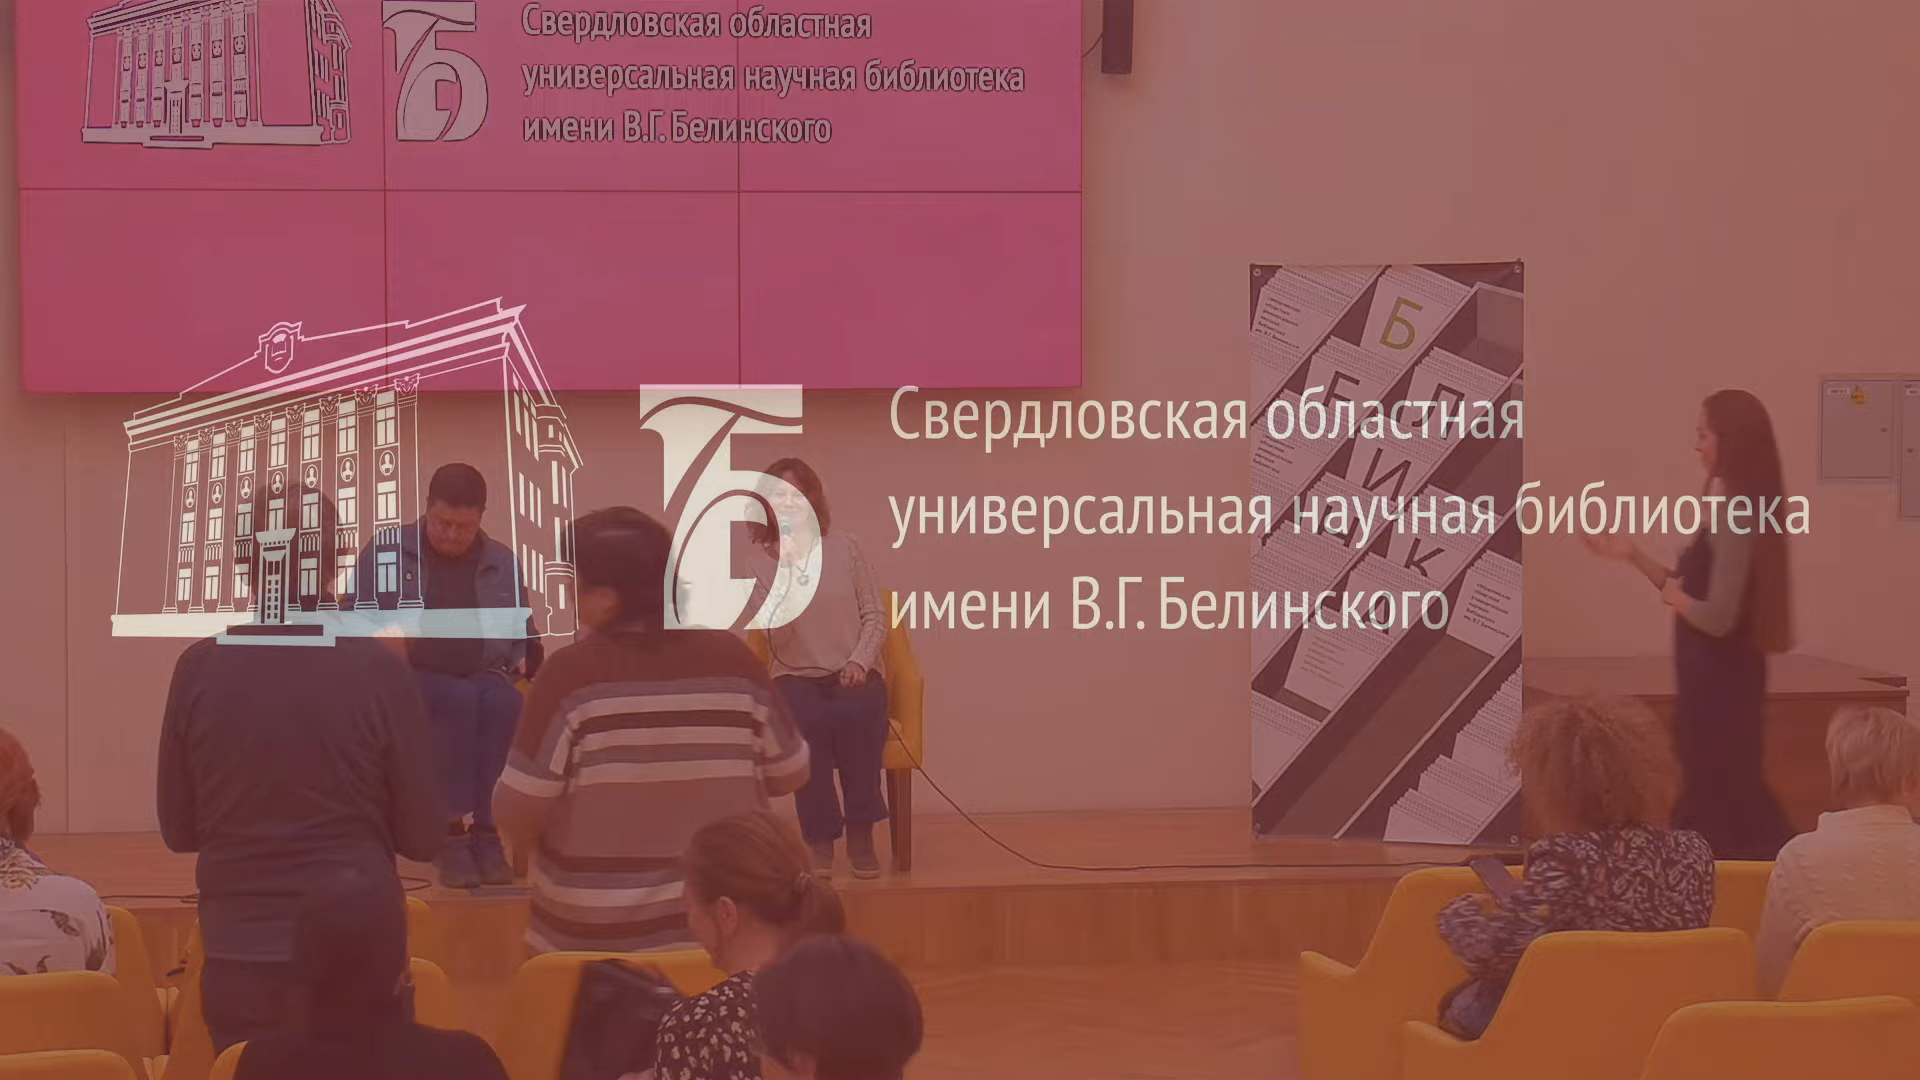 Свердловская областная
универсальная научная библиотека
имени В.Г. Белинского
Свердловская областная
универсальная научная библиотека
имени В.Г. Белинского
Б